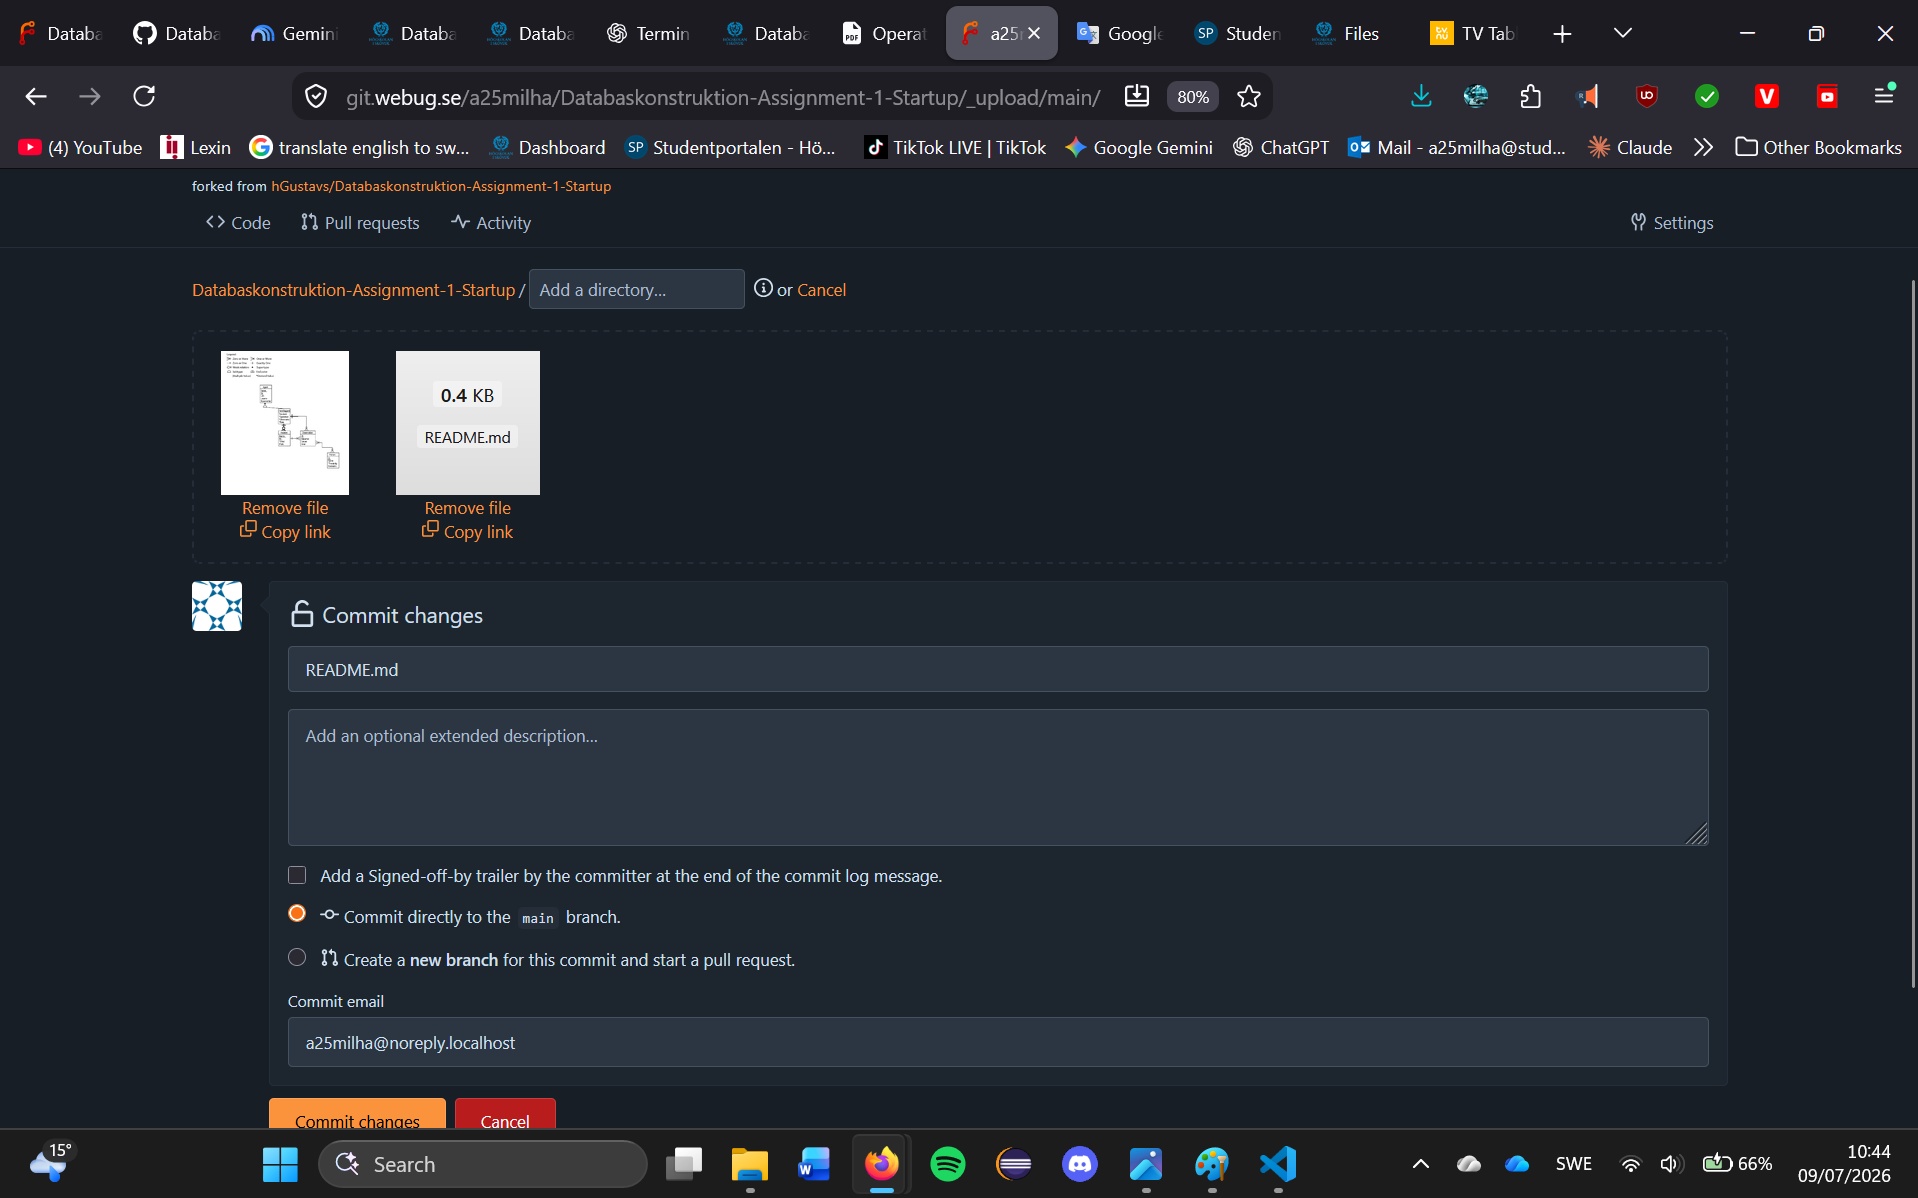 Databa
Databa
Gemini
Databa
Databa
Termin
Databa
Operat
a25
Google
Studen
Files
TV Tab
git.webug.se/a25milha/Databaskonstruktion-Assignment-1-Startup/_upload/main/
80%
(4) YouTube
Lexin
translate english to sw...
Dashboard
SP Studentportalen - Hö...
TikTok LIVE | TikTok
Google Gemini
ChatGPT
Mail - a25milha@stud...
Claude
Other Bookmarks
forked from hGustavs/Databaskonstruktion-Assignment-1-Startup
Code
Pull requests
Activity
Settings
Databaskonstruktion-Assignment-1-Startup / Add a directory... or Cancel
0.4 KB
README.md
Remove file
Copy link
Remove file
Copy link
Commit changes
README.md
Add an optional extended description...
Add a Signed-off-by trailer by the committer at the end of the commit log message.
Commit directly to the main branch.
Create a new branch for this commit and start a pull request.
Commit email
a25milha@noreply.localhost
Commit changes
Cancel
15°
Search
SWE
66%
10:44
09/07/2026